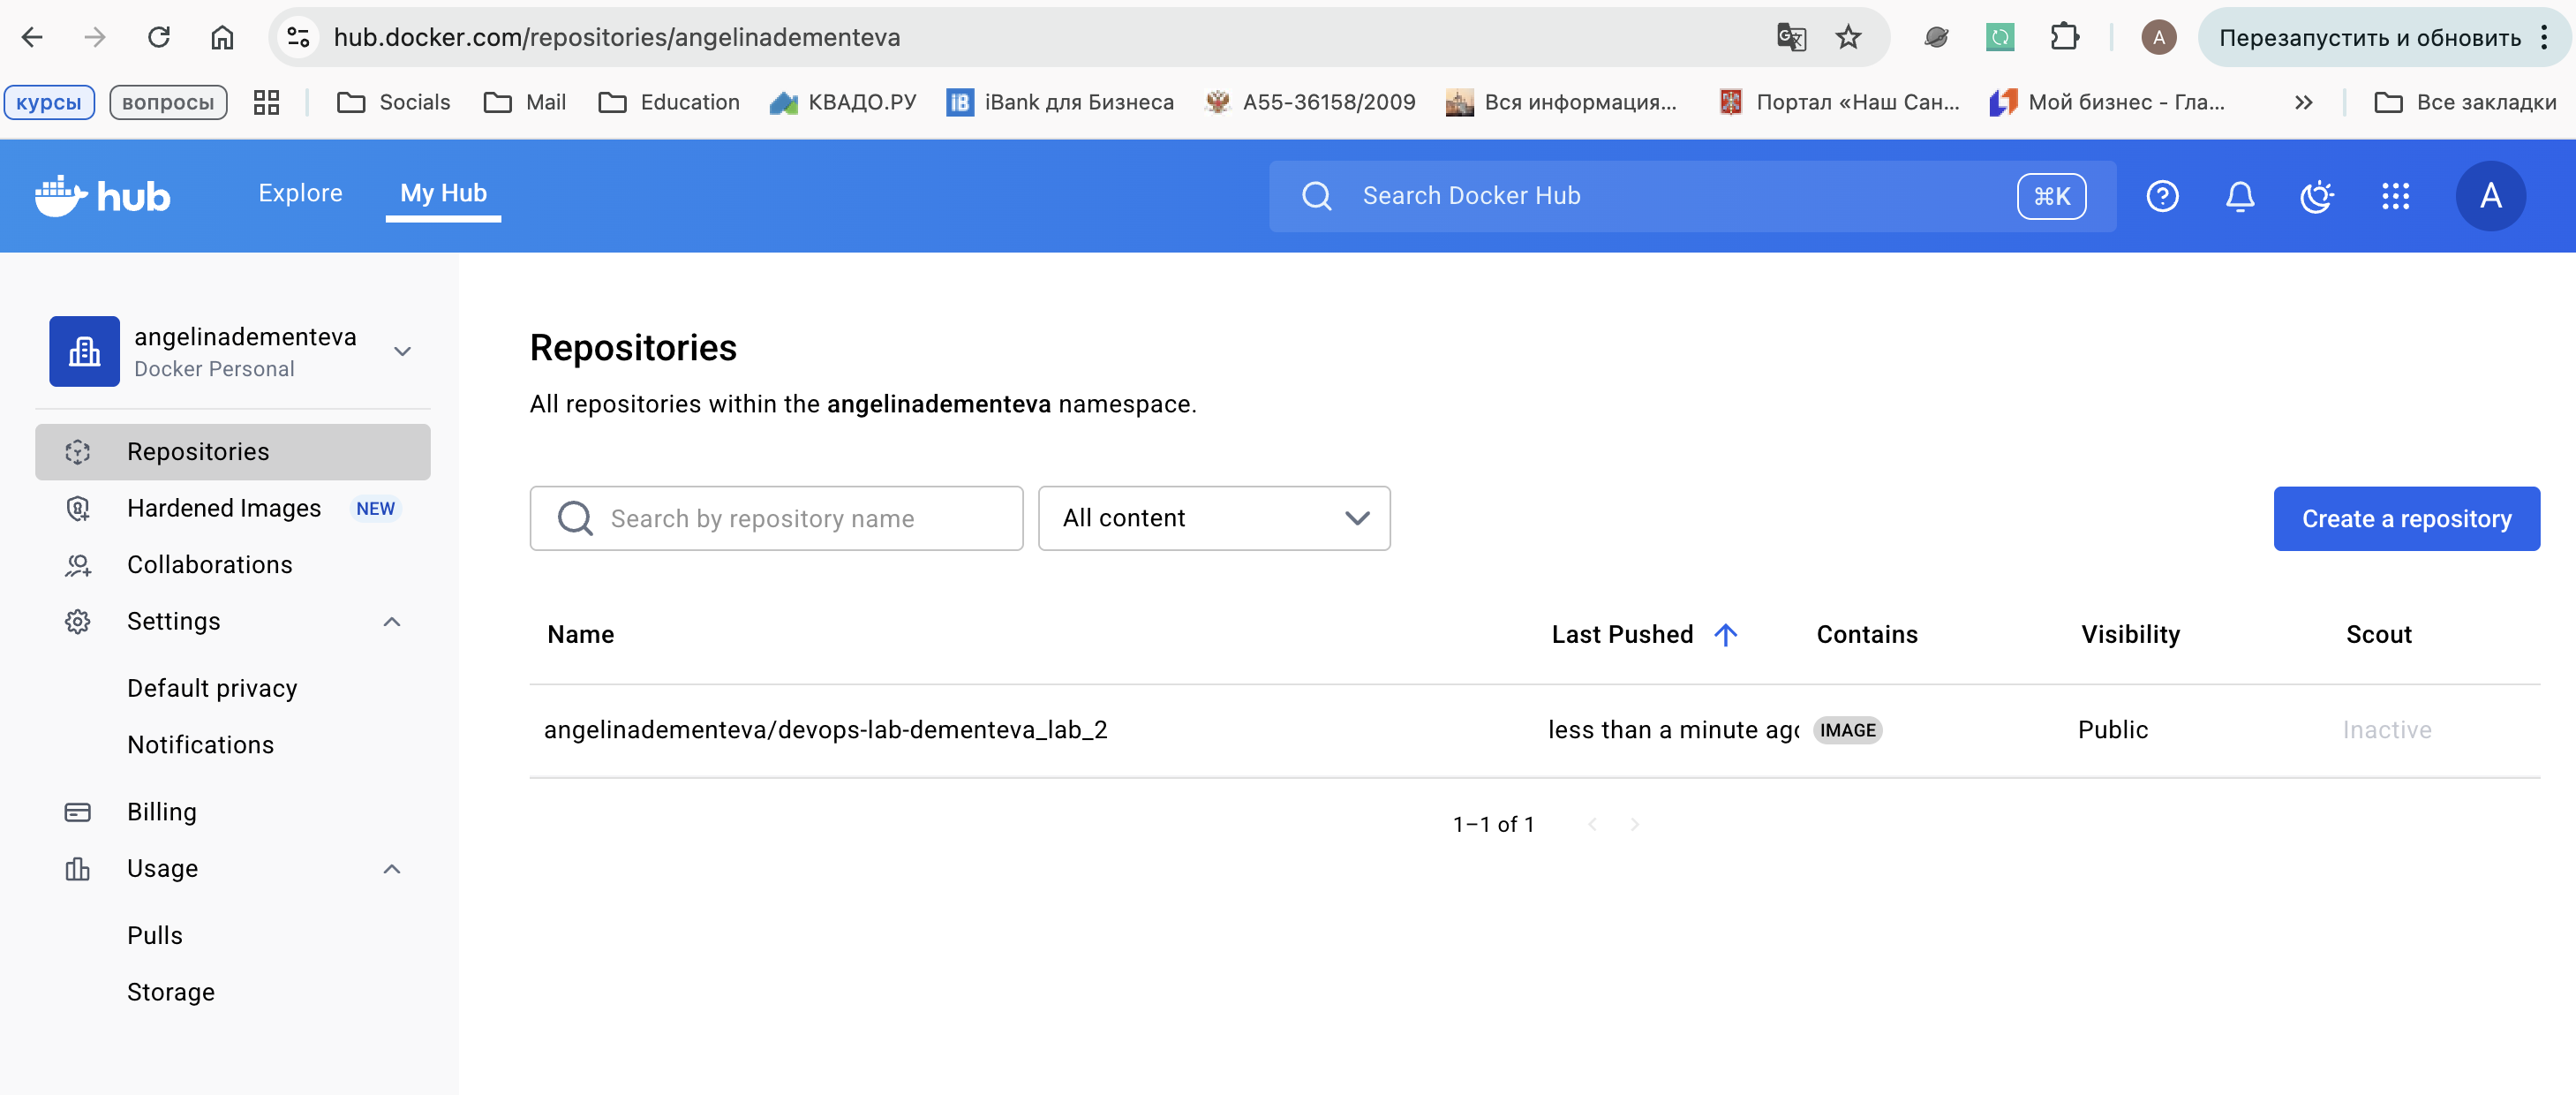 hub.docker.com/repositories/angelinadementeva
A
Перезапустить и обновить
курсы
вопросы
Socials
Mail
Education
КВАДО.РУ
iB
iBank для Бизнеса
А55-36158/2009
Вся информация...
Портал «Наш Сан...
Мой бизнес - Гла...
Все закладки
hub
Explore
My Hub
Search Docker Hub
⌘K
A
angelinadementeva
Docker Personal
Repositories
Hardened Images NEW
Collaborations
Settings
Default privacy
Notifications
Billing
Usage
Pulls
Storage
Repositories
All repositories within the angelinadementeva namespace.
Search by repository name
All content
Create a repository
Name Last Pushed Contains Visibility Scout
angelinadementeva/devops-lab-dementeva_lab_2 less than a minute ago IMAGE Public Inactive
1–1 of 1